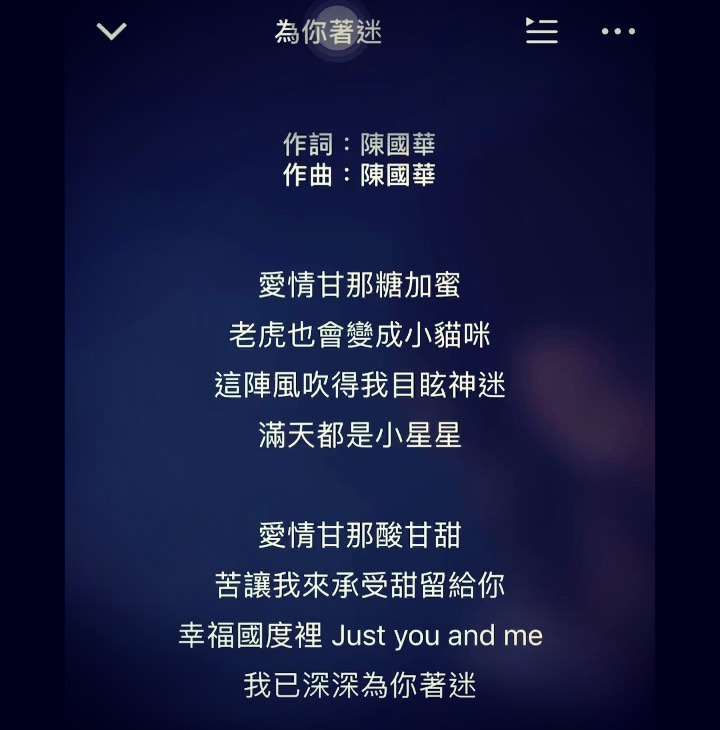 為你著迷
作詞：陳國華
作曲：陳國華
愛情甘那糖加蜜
老虎也會變成小貓咪
這陣風吹得我目眩神迷
滿天都是小星星
愛情甘那酸甘甜
苦讓我來承受甜留給你
幸福國度裡 Just you and me
我已深深為你著迷